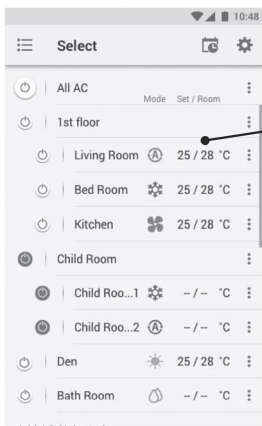 10:48
Select
All AC
Mode Set / Room
1st floor
Living Room A 25 / 28 °C
Bed Room 25 / 28 °C
Kitchen 25 / 28 °C
Child Room
Child Roo...1 -- / -- °C
Child Roo...2 A -- / -- °C
Den 25 / 28 °C
Bath Room -- / -- °C